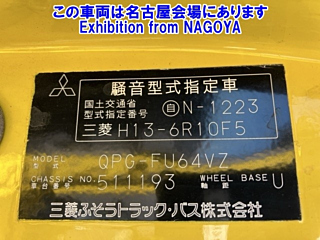 この車両は名古屋会場にあります
Exhibition from NAGOYA
騒音型式指定車
国土交通省
型式指定番号 自N-1223
三菱 H13-6R10F5
MODEL
型式 QPG-FU64VZ
CHASSIS NO.
車台番号 511193 WHEEL BASE 軸距 U
三菱ふそうトラック・バス株式会社